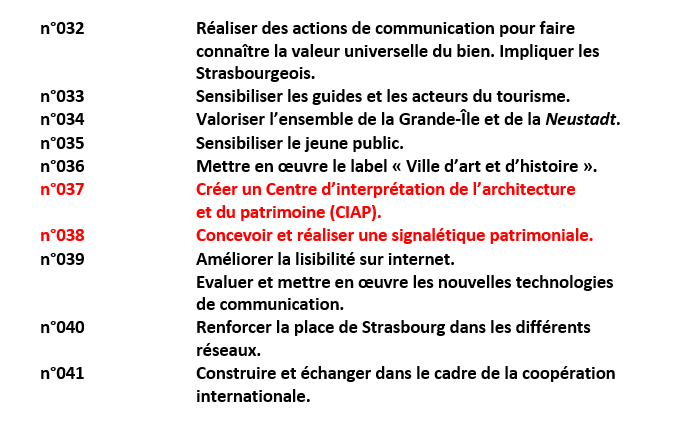 n°032 Réaliser des actions de communication pour faire
connaître la valeur universelle du bien. Impliquer les
Strasbourgeois.
n°033 Sensibiliser les guides et les acteurs du tourisme.
n°034 Valoriser l’ensemble de la Grande-Île et de la Neustadt.
n°035 Sensibiliser le jeune public.
n°036 Mettre en œuvre le label « Ville d’art et d’histoire ».
n°037 Créer un Centre d’interprétation de l’architecture
et du patrimoine (CIAP).
n°038 Concevoir et réaliser une signalétique patrimoniale.
n°039 Améliorer la lisibilité sur internet.
Evaluer et mettre en œuvre les nouvelles technologies
de communication.
n°040 Renforcer la place de Strasbourg dans les différents
réseaux.
n°041 Construire et échanger dans le cadre de la coopération
internationale.